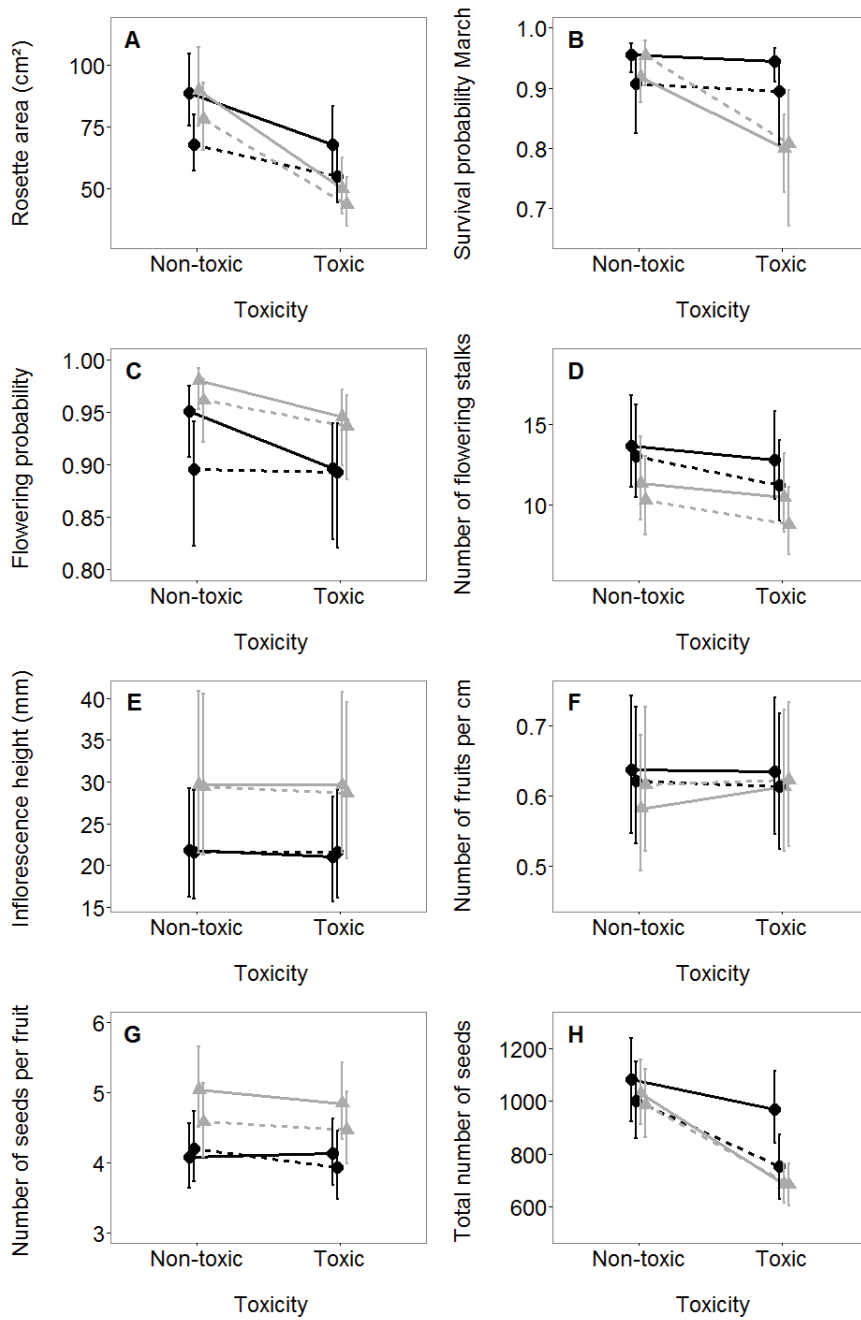 Rosette area (cm²)
A
100
75
50
Non-toxic Toxic
Toxicity
Survival probability March
B
1.0
0.9
0.8
0.7
Non-toxic Toxic
Toxicity
Flowering probability
C
1.00
0.95
0.90
0.85
0.80
Non-toxic Toxic
Toxicity
Number of flowering stalks
D
15
10
Non-toxic Toxic
Toxicity
Inflorescence height (mm)
E
40
35
30
25
20
15
Non-toxic Toxic
Toxicity
Number of fruits per cm
F
0.7
0.6
0.5
Non-toxic Toxic
Toxicity
Number of seeds per fruit
G
6
5
4
3
Non-toxic Toxic
Toxicity
Total number of seeds
H
1200
1000
800
600
Non-toxic Toxic
Toxicity